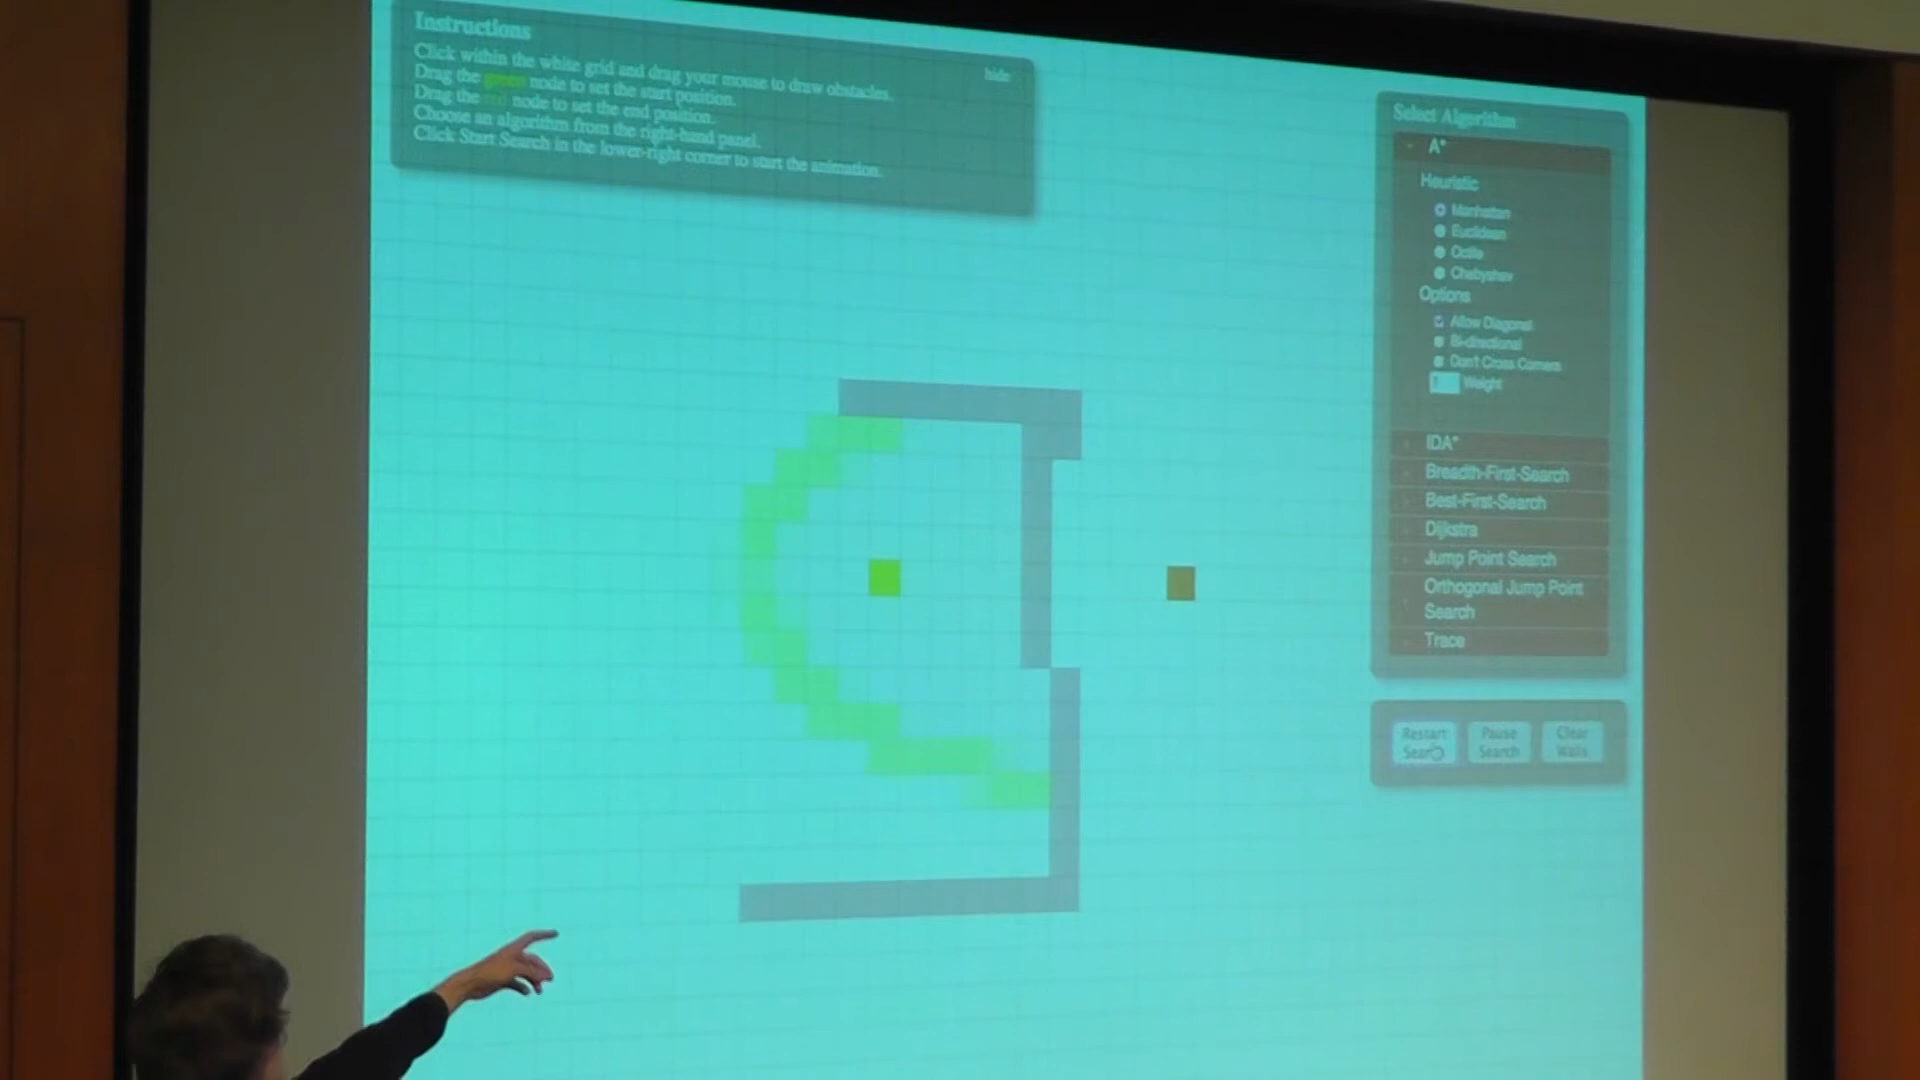 Instructions
hide
Click within the white grid and drag your mouse to draw obstacles.
Drag the green node to set the start position.
Drag the red node to set the end position.
Choose an algorithm from the right-hand panel.
Click Start Search in the lower-right corner to start the animation.
Select Algorithm
A*
Heuristic
Manhattan
Euclidean
Octile
Chebyshev
Options
Allow Diagonal
Bi-directional
Don't Cross Corners
1 Weight
IDA*
Breadth-First-Search
Best-First-Search
Dijkstra
Jump Point Search
Orthogonal Jump Point
Search
Trace
Restart
Search
Pause
Search
Clear
Walls